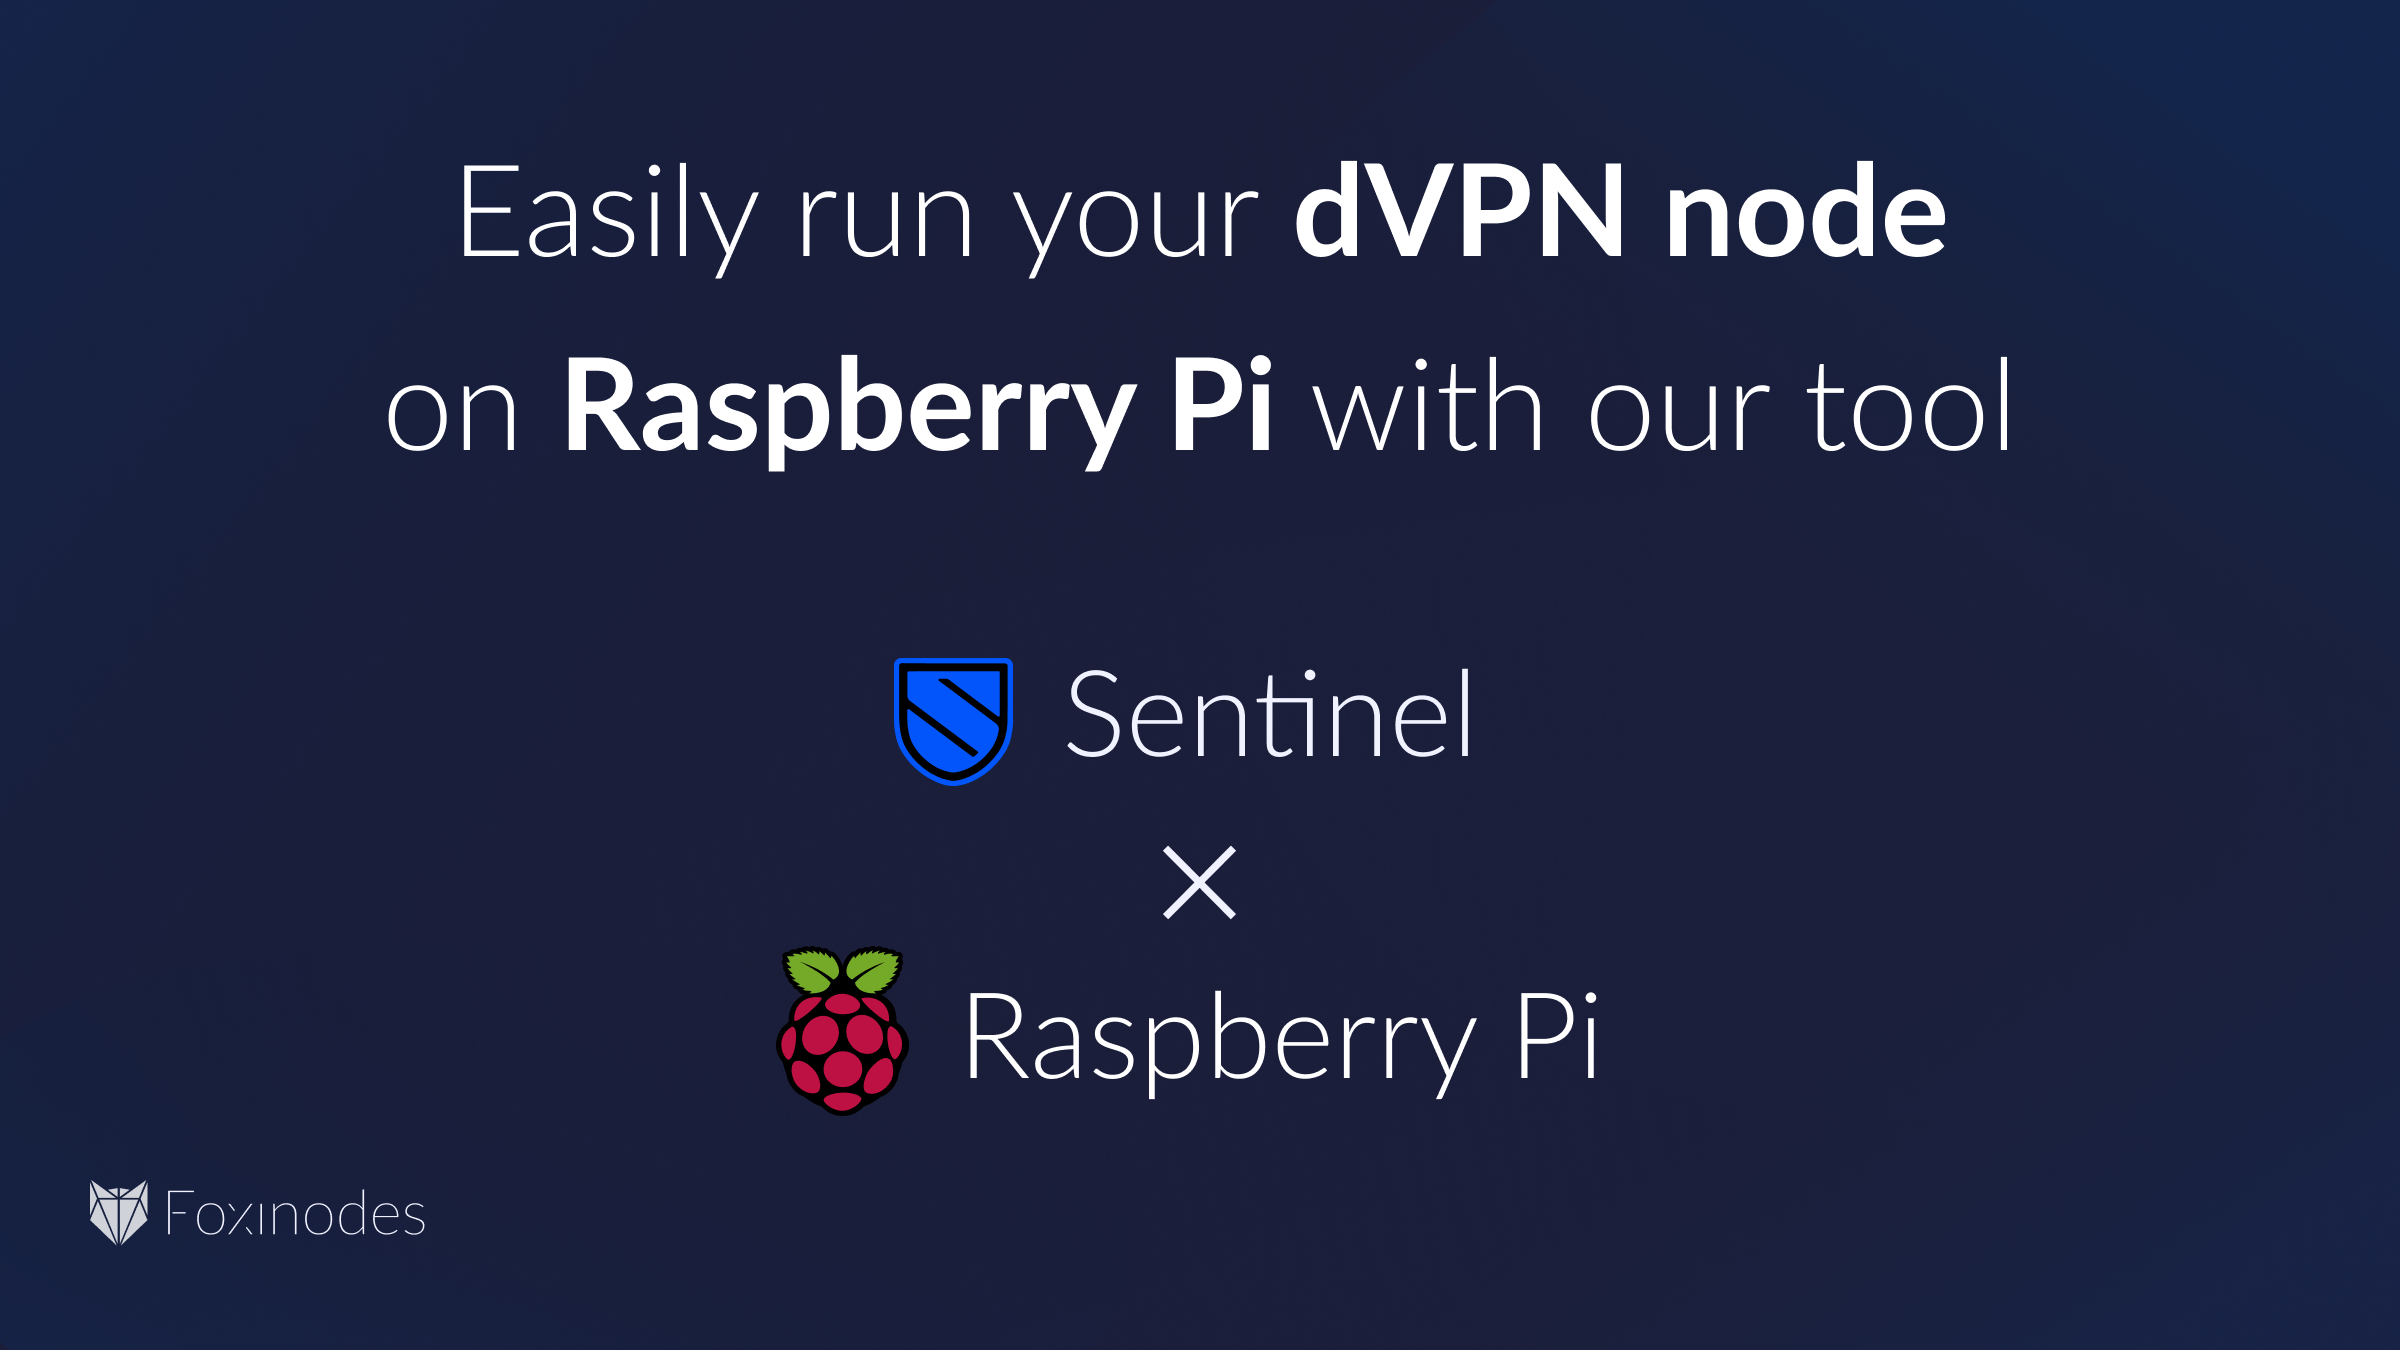 Easily run your dVPN node
on Raspberry Pi with our tool
Sentinel
×
Raspberry Pi
Foxinodes